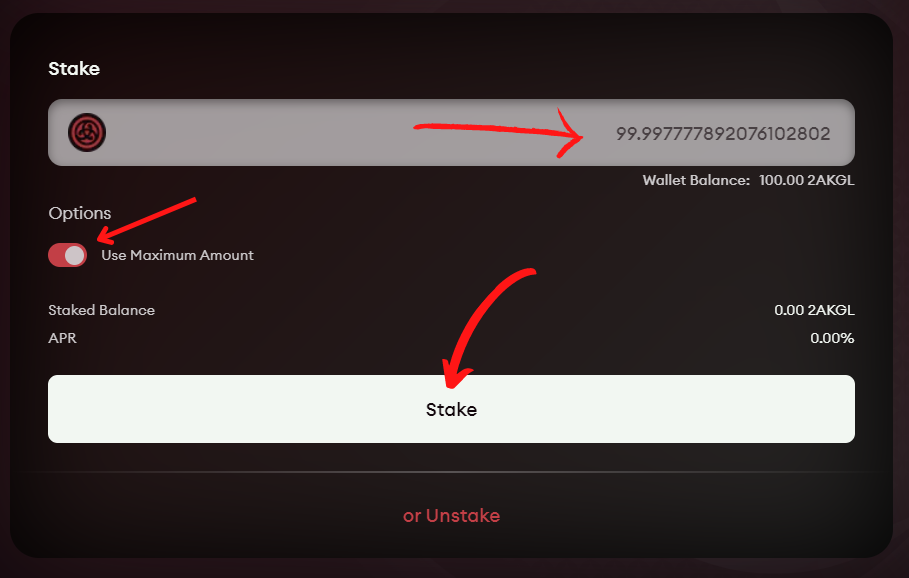 Stake
99.997777892076102802
Wallet Balance: 100.00 2AKGL
Options
Use Maximum Amount
Staked Balance 0.00 2AKGL
APR 0.00%
Stake
or Unstake